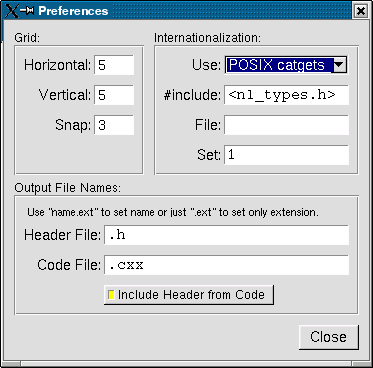 Preferences
Grid:
Horizontal: 5
Vertical: 5
Snap: 3
Internationalization:
Use: POSIX catgets
#include: <nl_types.h>
File:
Set: 1
Output File Names:
Use "name.ext" to set name or just ".ext" to set only extension.
Header File: .h
Code File: .cxx
Include Header from Code
Close